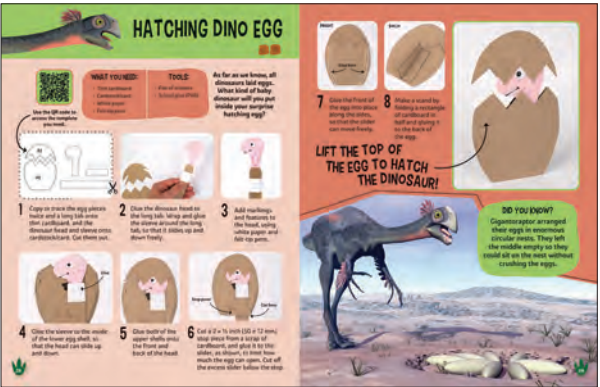 HATCHING DINO EGG
Use the QR code to
access the template
you need.
WHAT YOU NEED:
• Thin cardboard
• White paper
• Felt-tip pens
TOOLS:
• Pair of scissors
As far as we know, all
dinosaurs laid eggs.
What kind of baby
dinosaur will you put
inside your surprise
hatching egg?
1 Copy or trace the egg pieces
twice and a long tab onto
thin cardboard, and the
dinosaur head and sleeve onto
cardstock/card. Cut them out.
2 Glue the dinosaur head to
the long tab. Wrap and glue
the sleeve around the long
tab, so that it slides up and
down freely.
3 Add markings
and features to
the head, using
white paper and
felt-tip pens.
4 Glue the sleeve to the inside
of the lower egg shell, so
that the head can slide up
and down.
5 Glue both of the
upper shells onto
the front and
back of the head.
6 Cut a 2 × ½ inch (50 x 12 mm)
stop piece from a scrap of
cardboard, and glue it to the
slider, as shown, to limit how
much the egg can open. Cut off
the excess slider below the stop
FRONT
BACK
7 Glue the front of
the egg into place
along the sides,
so that the slider
can move freely.
8 Make a stand by
folding a rectangle
of cardboard in
half and gluing it
to the back of
the egg.
LIFT THE TOP OF
THE EGG TO HATCH
THE DINOSAUR!
DID YOU KNOW?
Gigantoraptor arranged
their eggs in enormous
circular nests. They left
the middle empty so they
could sit on the nest without
crushing the eggs.